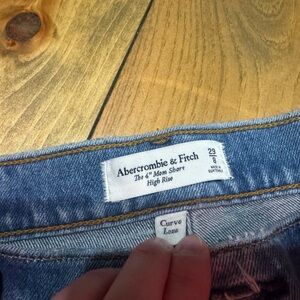 Abercrombie & Fitch
The 4" Mom Short
High Rise
29
8
Curve
Love